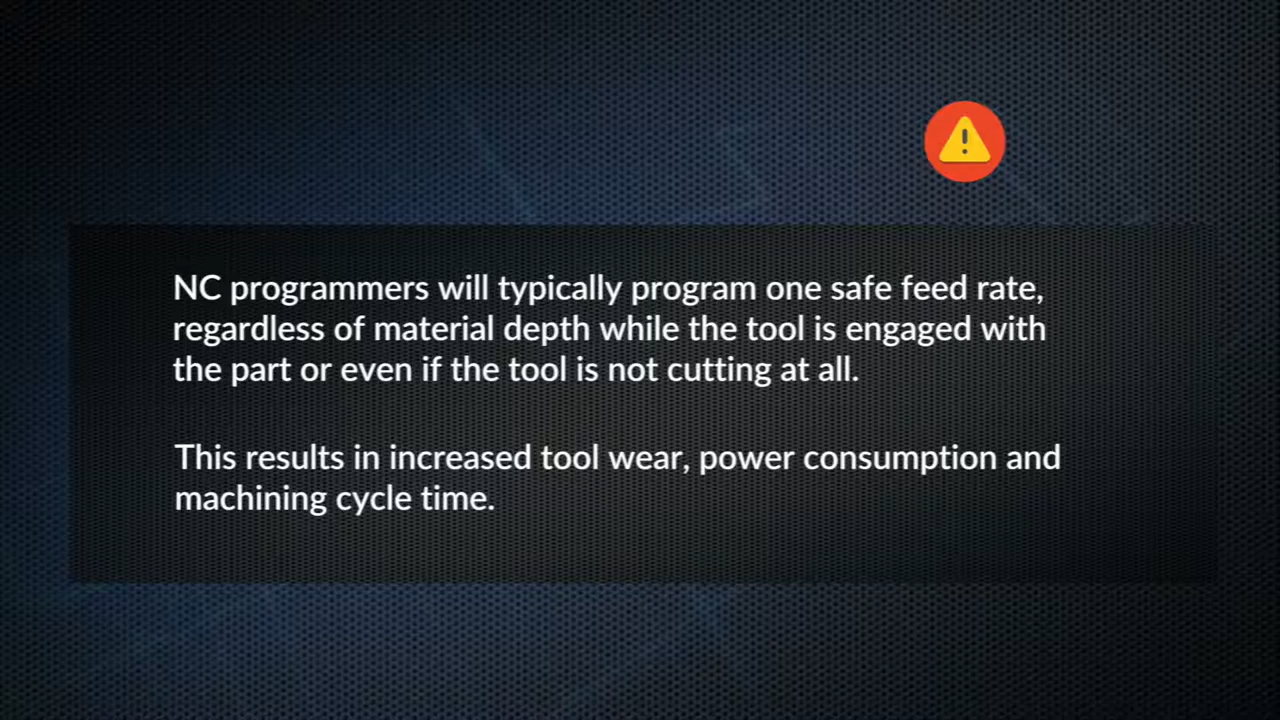 NC programmers will typically program one safe feed rate,
regardless of material depth while the tool is engaged with
the part or even if the tool is not cutting at all.
This results in increased tool wear, power consumption and
machining cycle time.